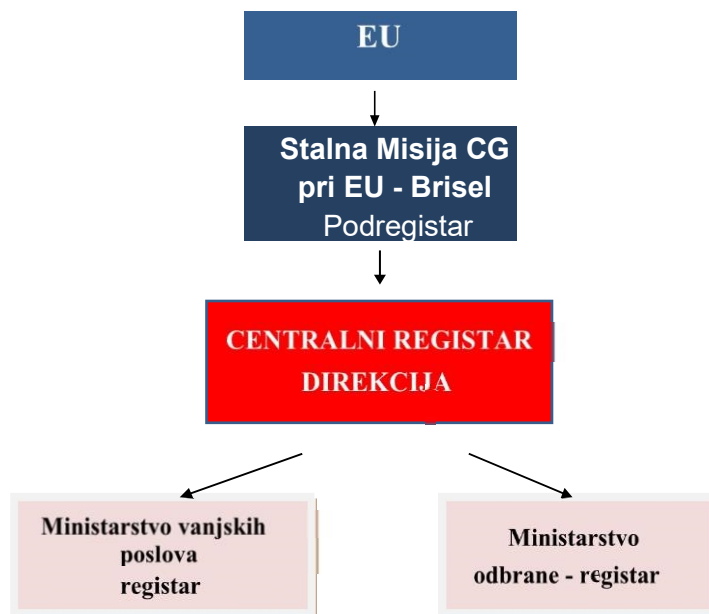 EU
Stalna Misija CG
pri EU - Brisel
Podregistar
CENTRALNI REGISTAR
DIREKCIJA
Ministarstvo vanjskih
poslova
registar
Ministarstvo
odbrane - registar